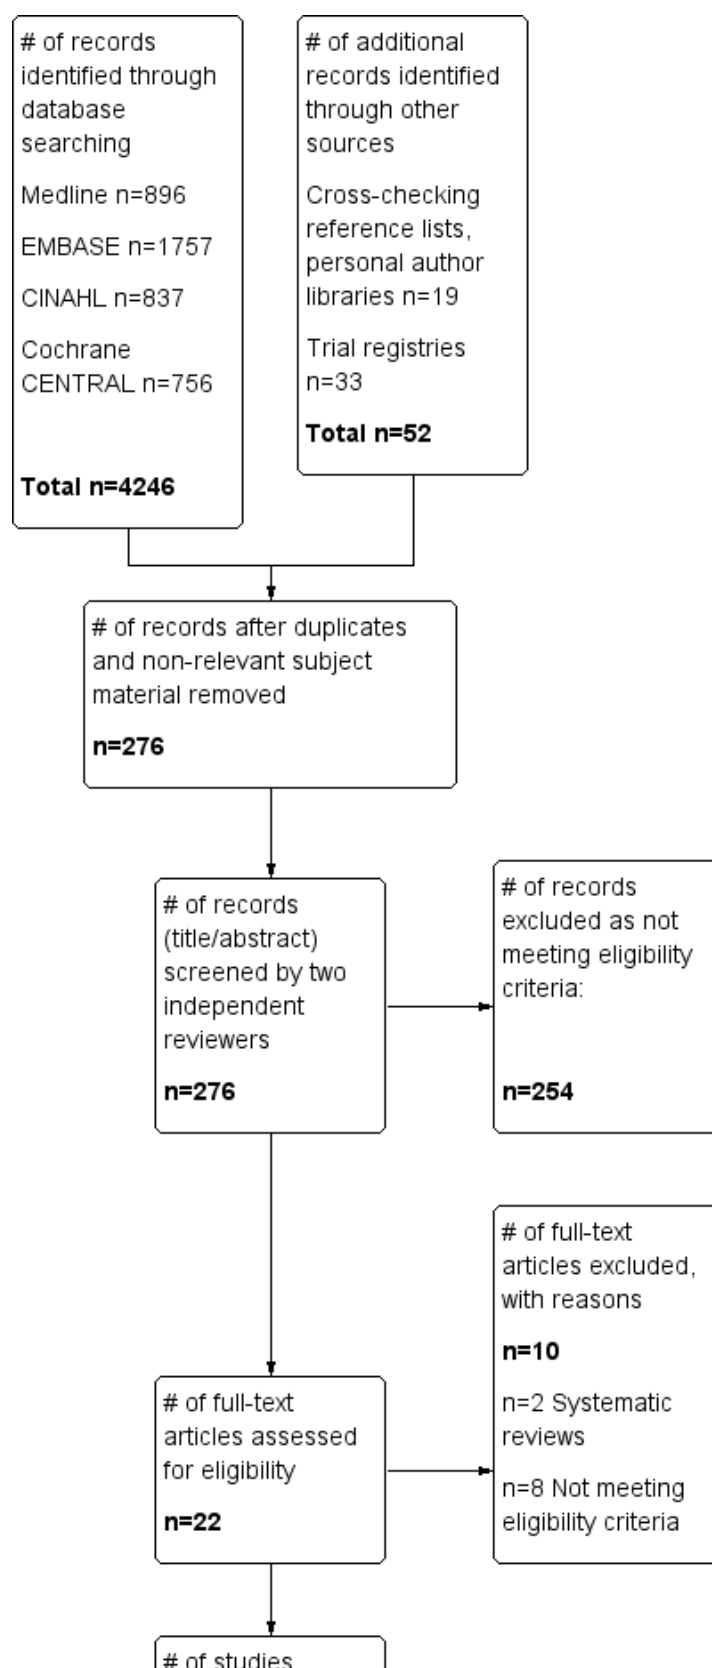 # of records
identified through
database
searching
Medline n=896
EMBASE n=1757
CINAHL n=837
Cochrane
CENTRAL n=756
Total n=4246
# of additional
records identified
through other
sources
Cross-checking
reference lists,
personal author
libraries n=19
Trial registries
n=33
Total n=52
# of records after duplicates
and non-relevant subject
material removed
n=276
# of records
(title/abstract)
screened by two
independent
reviewers
n=276
# of records
excluded as not
meeting eligibility
criteria:
n=254
# of full-text
articles assessed
for eligibility
n=22
# of full-text
articles excluded,
with reasons
n=10
n=2 Systematic
reviews
n=8 Not meeting
eligibility criteria
# of studies